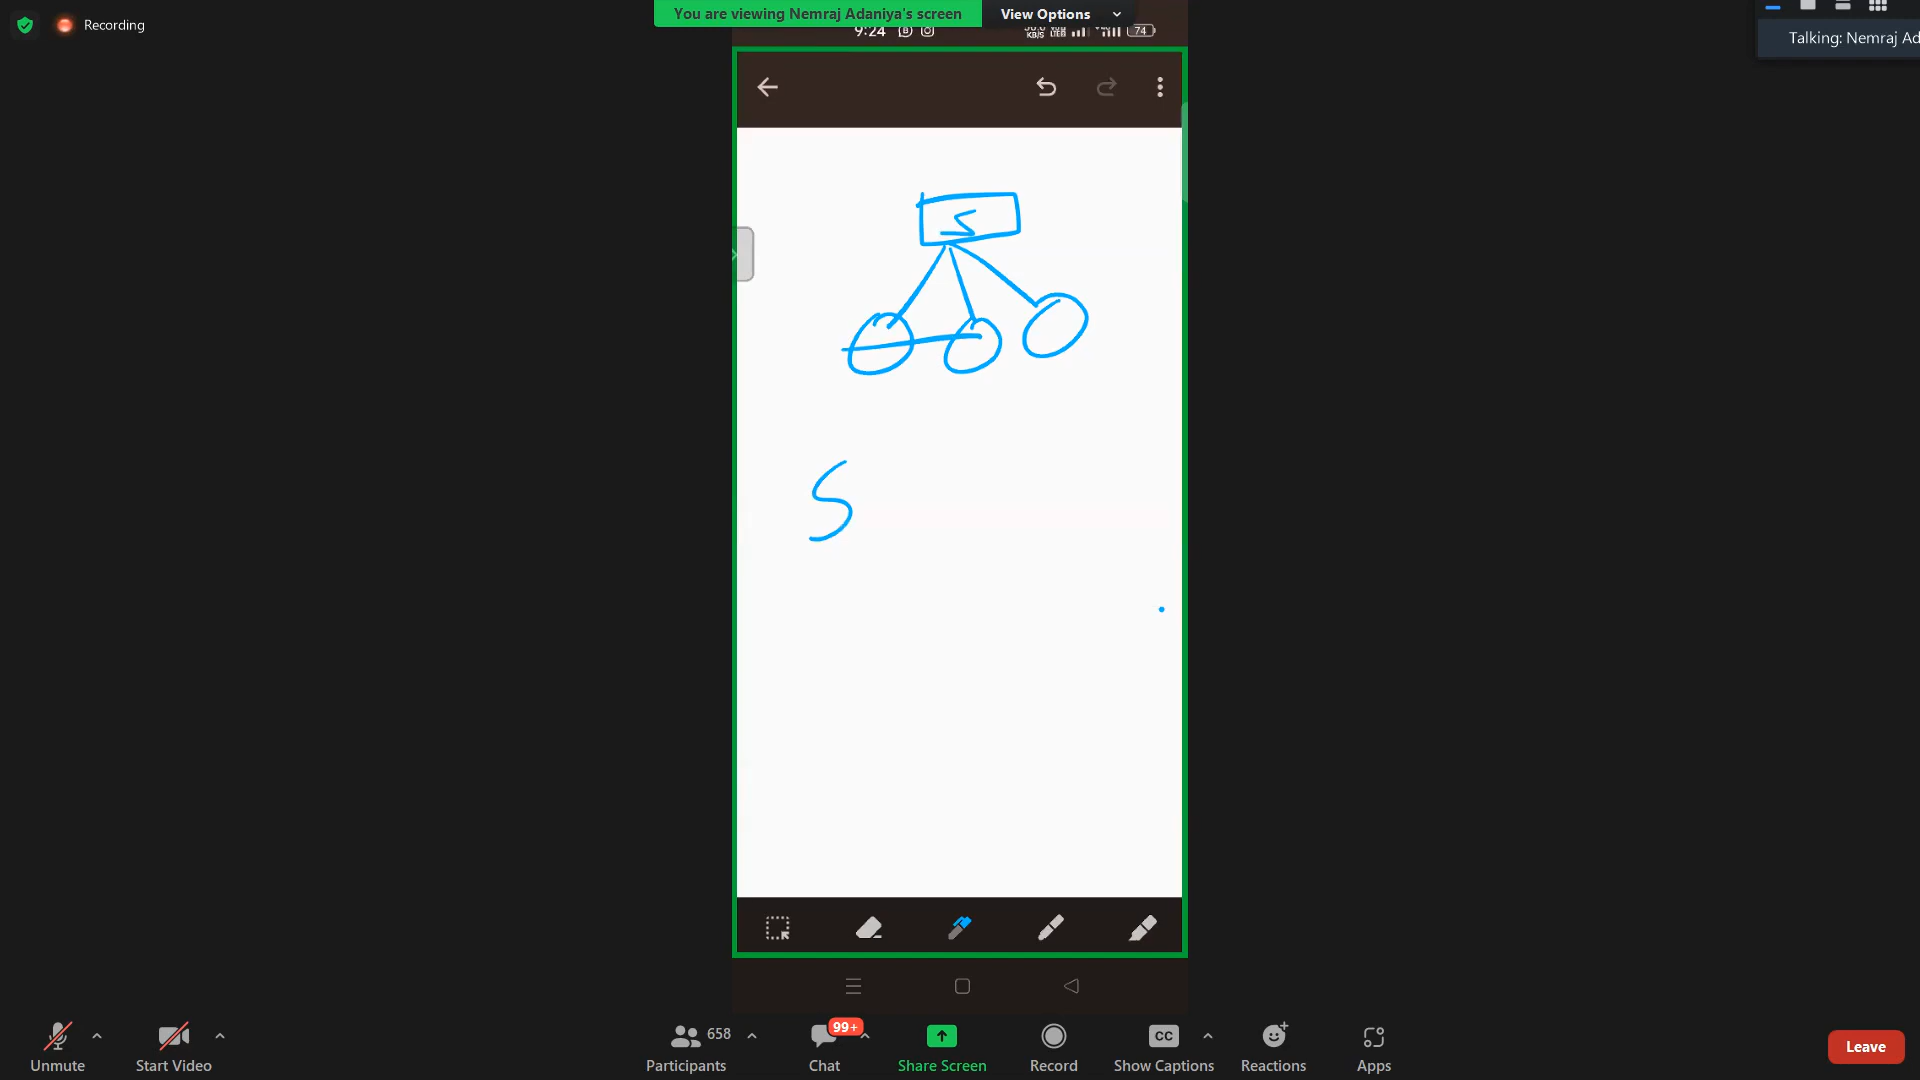 Recording
You are viewing Nemraj Adaniya's screen View Options
Talking: Nemraj Ad
9:24
74
S
S
Unmute
Start Video
658
Participants
99+
Chat
Share Screen
Record
CC
Show Captions
Reactions
Apps
Leave